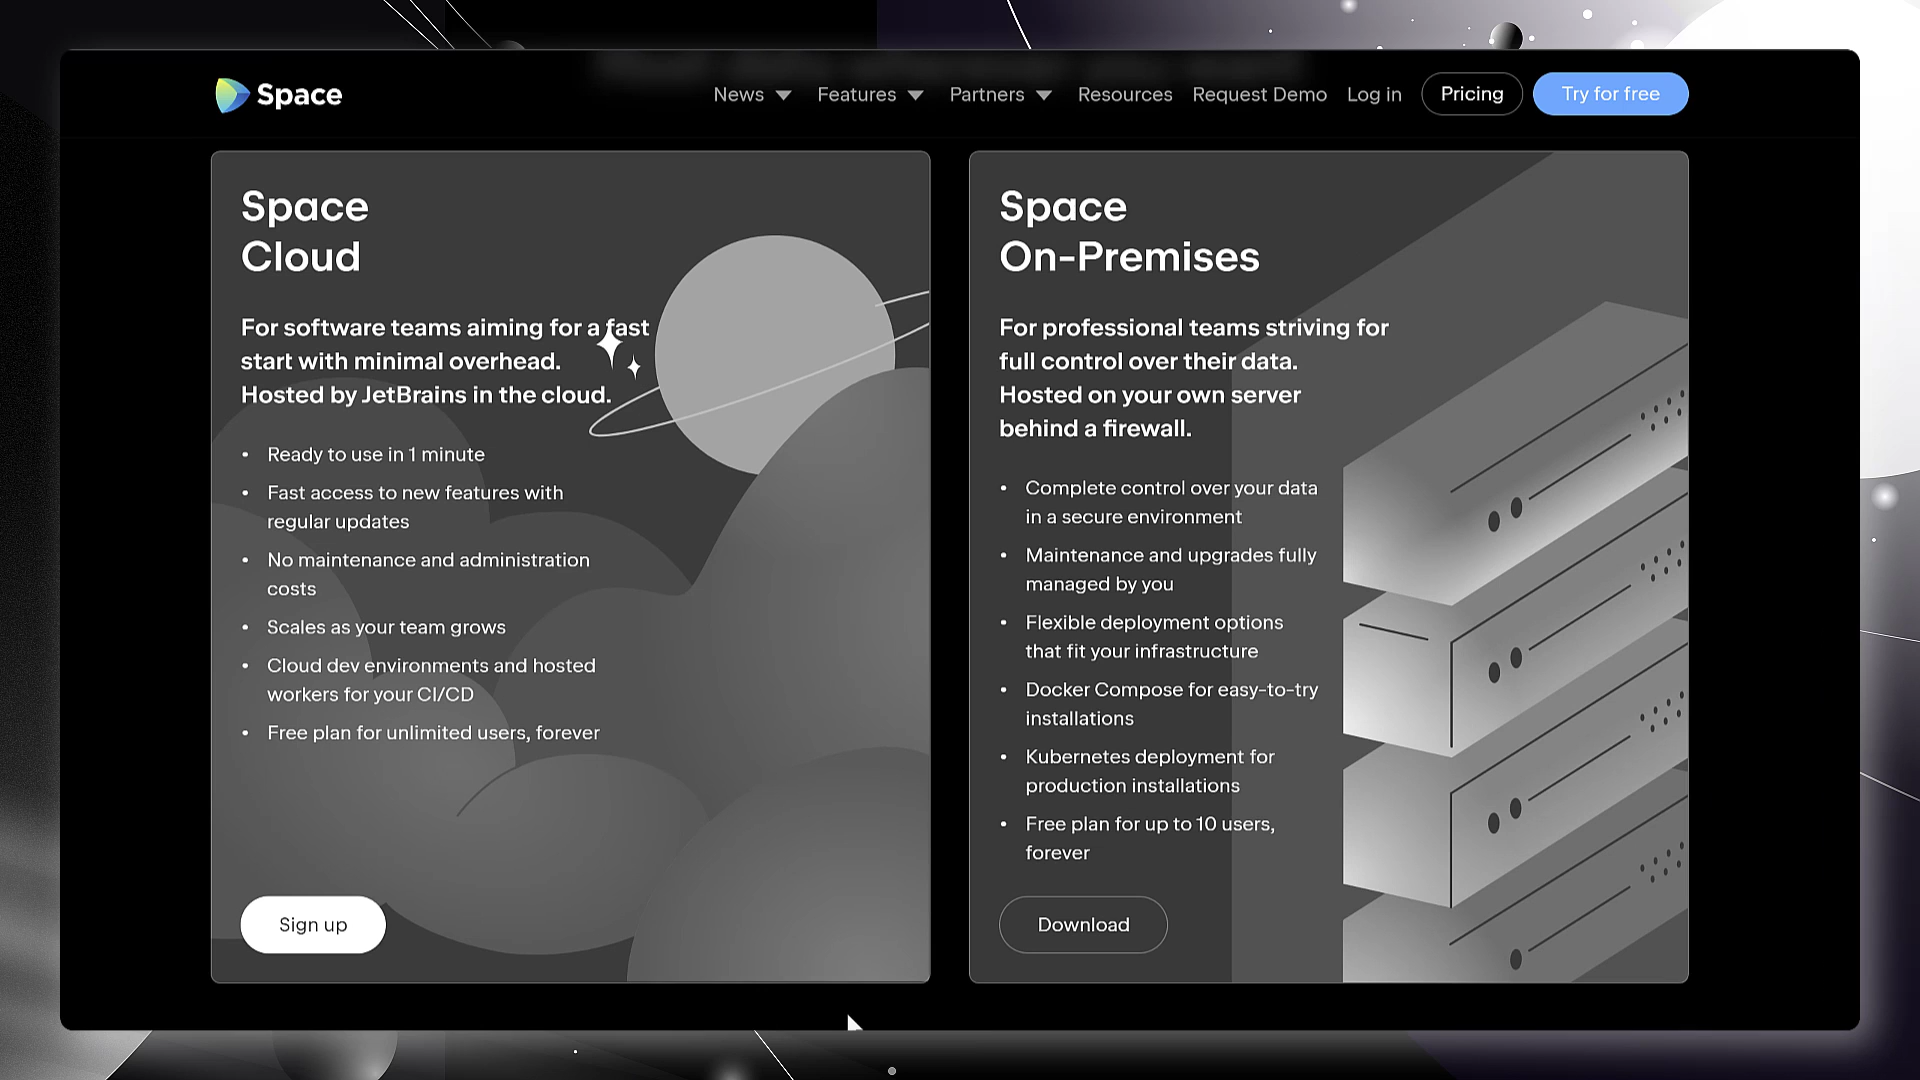 Space
News
Features
Partners
Resources
Request Demo
Log in
Pricing
Try for free
Space
Cloud
For software teams aiming for a fast
start with minimal overhead.
Hosted by JetBrains in the cloud.
• Ready to use in 1 minute
• Fast access to new features with
regular updates
• No maintenance and administration
costs
• Scales as your team grows
• Cloud dev environments and hosted
workers for your CI/CD
• Free plan for unlimited users, forever
Sign up
Space
On-Premises
For professional teams striving for
full control over their data.
Hosted on your own server
behind a firewall.
• Complete control over your data
in a secure environment
• Maintenance and upgrades fully
managed by you
• Flexible deployment options
that fit your infrastructure
• Docker Compose for easy-to-try
installations
• Kubernetes deployment for
production installations
• Free plan for up to 10 users,
forever
Download